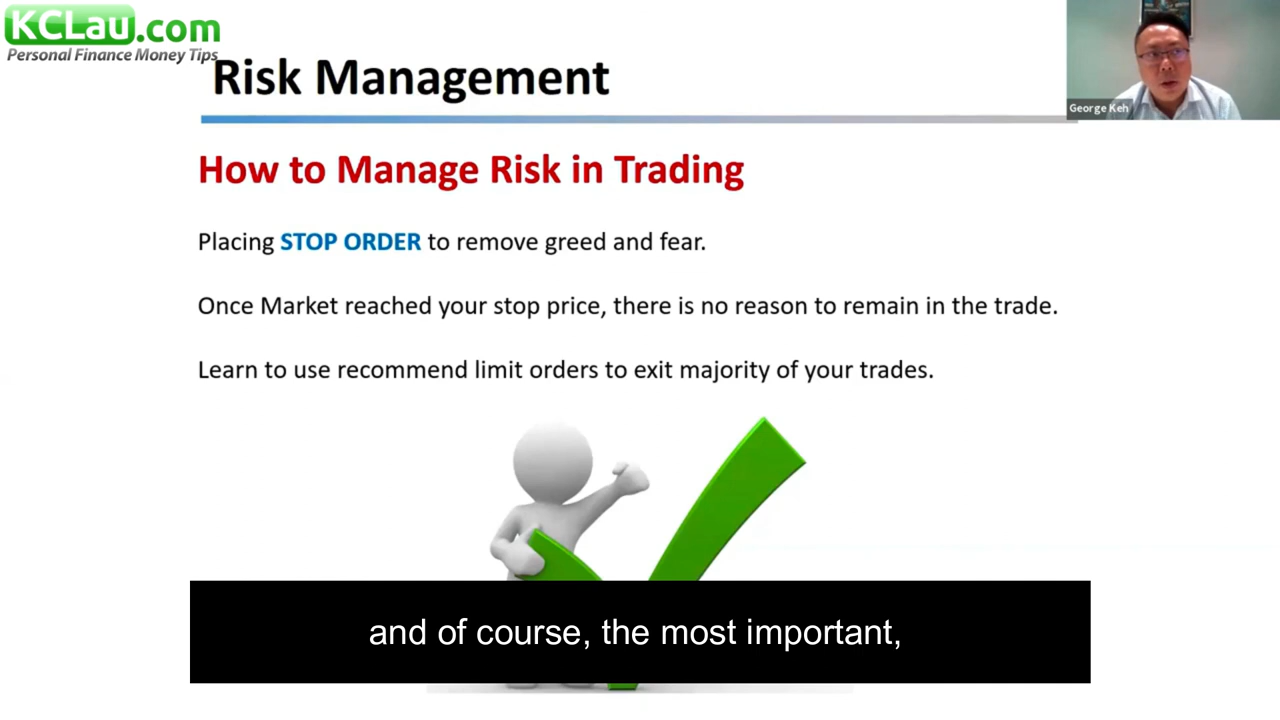 KCLau.com
Personal Finance Money Tips
Risk Management
George Keh
How to Manage Risk in Trading
Placing STOP ORDER to remove greed and fear.
Once Market reached your stop price, there is no reason to remain in the trade.
Learn to use recommend limit orders to exit majority of your trades.
and of course, the most important,